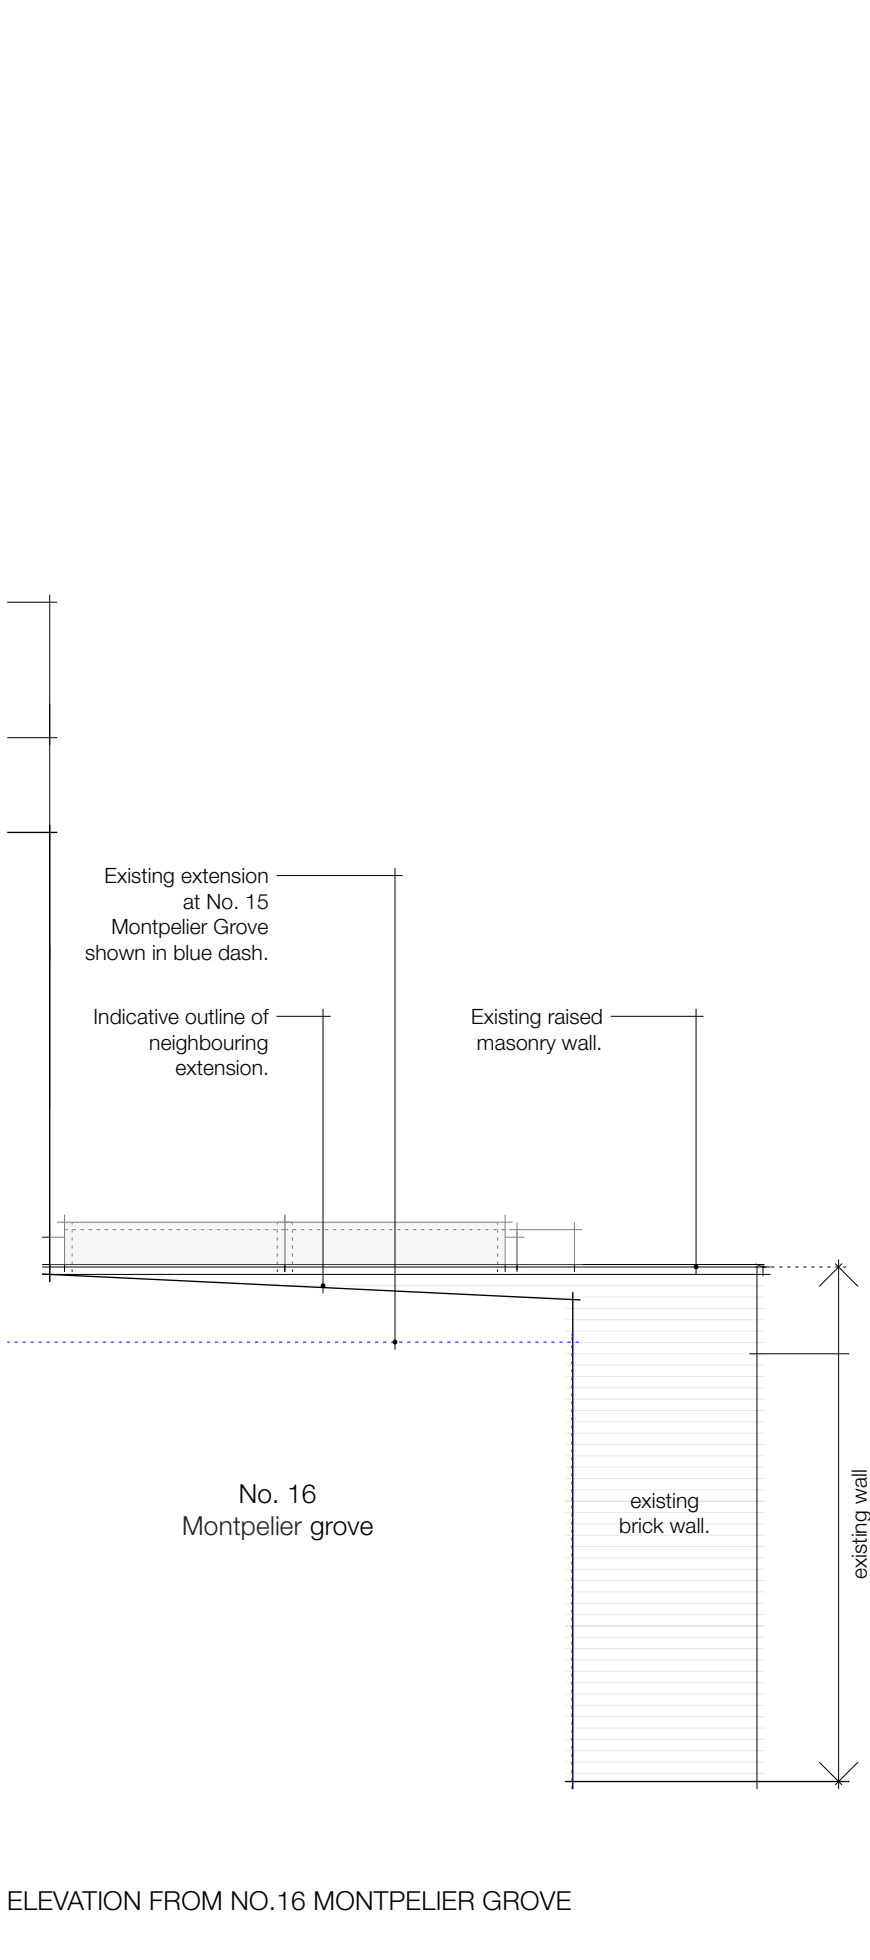 Existing extension
at No. 15
Montpelier Grove
shown in blue dash.
Indicative outline of
neighbouring
extension.
Existing raised
masonry wall.
No. 16
Montpelier grove
existing
brick wall.
existing wall
ELEVATION FROM NO.16 MONTPELIER GROVE